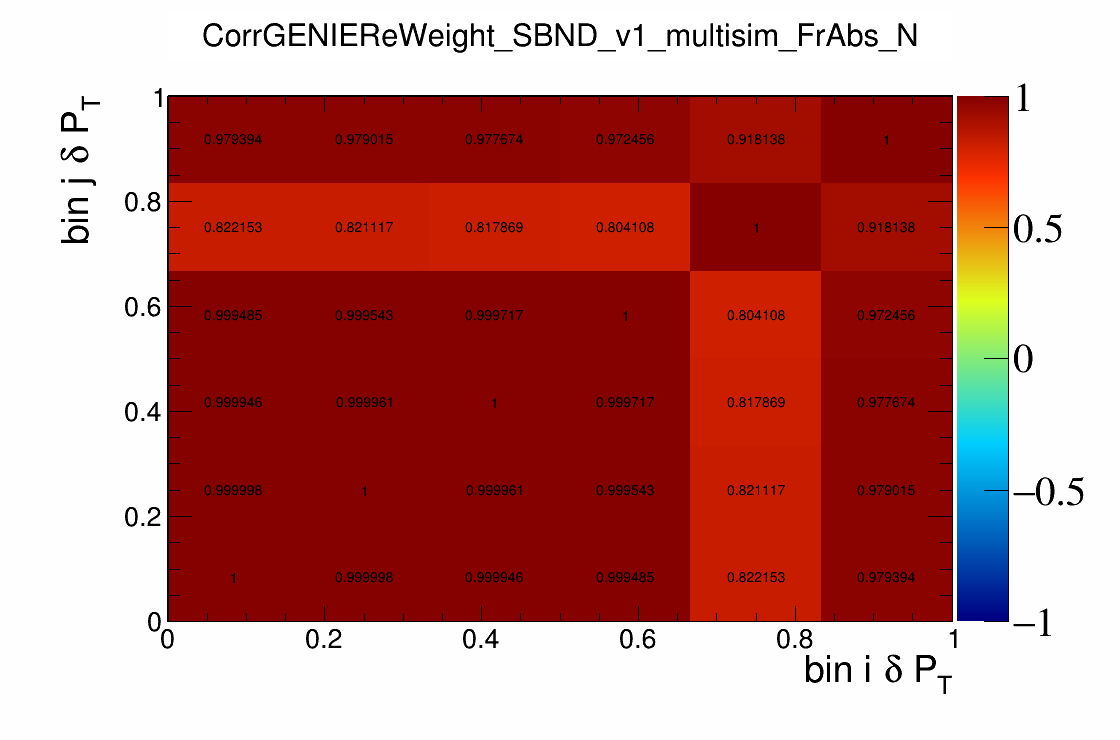 CorrGENIEReWeight_SBND_v1_multisim_FrAbs_N
bin j δ P_T
1
0.8
0.6
0.4
0.2
0
0.979394 0.979015 0.977674 0.972456 0.918138 1
0.822153 0.821117 0.817869 0.804108 1 0.918138
0.999485 0.999543 0.999717 1 0.804108 0.972456
0.999946 0.999961 1 0.999717 0.817869 0.977674
0.999998 1 0.999961 0.999543 0.821117 0.979015
1 0.999998 0.999946 0.999485 0.822153 0.979394
0 0.2 0.4 0.6 0.8 1
bin i δ P_T
1
0.5
0
−0.5
−1